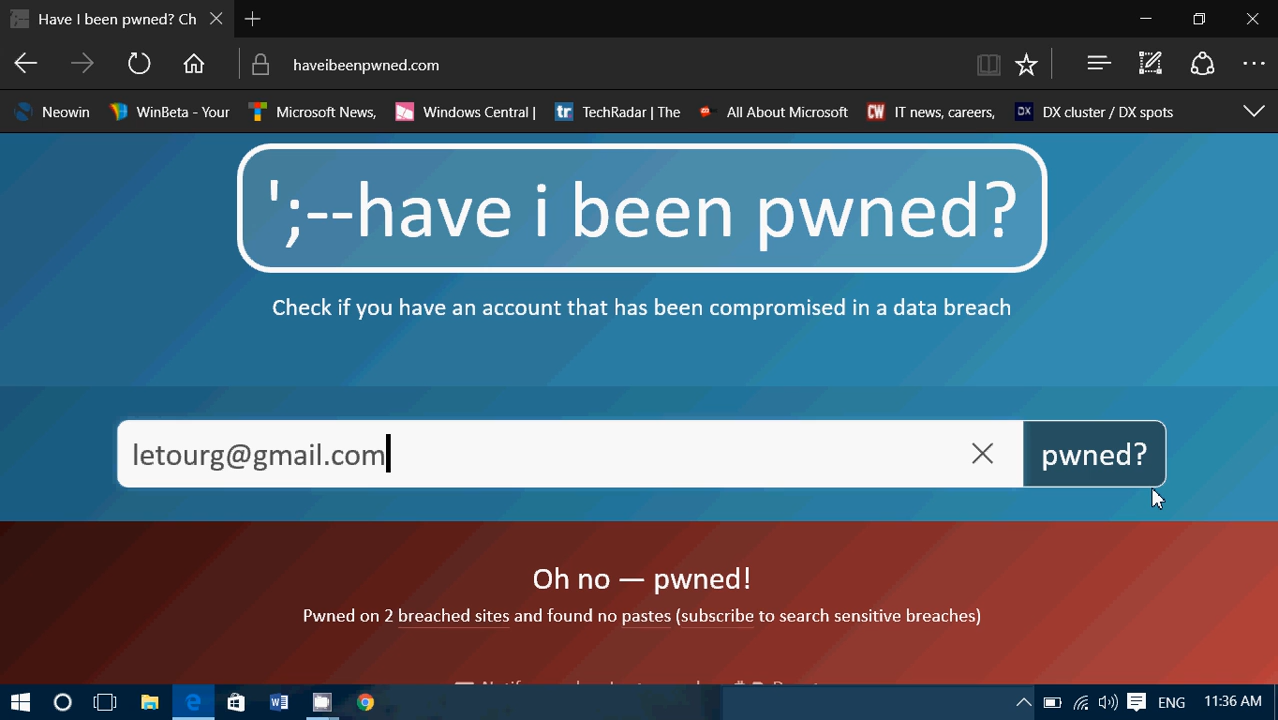 Have I been pwned? Ch
haveibeenpwned.com
Neowin
WinBeta - Your
Microsoft News,
Windows Central |
tr
TechRadar | The
All About Microsoft
CW
IT news, careers,
DX
DX cluster / DX spots
';--have i been pwned?
Check if you have an account that has been compromised in a data breach
letourg@gmail.com
pwned?
Oh no — pwned!
Pwned on 2 breached sites and found no pastes (subscribe to search sensitive breaches)
ENG
11:36 AM